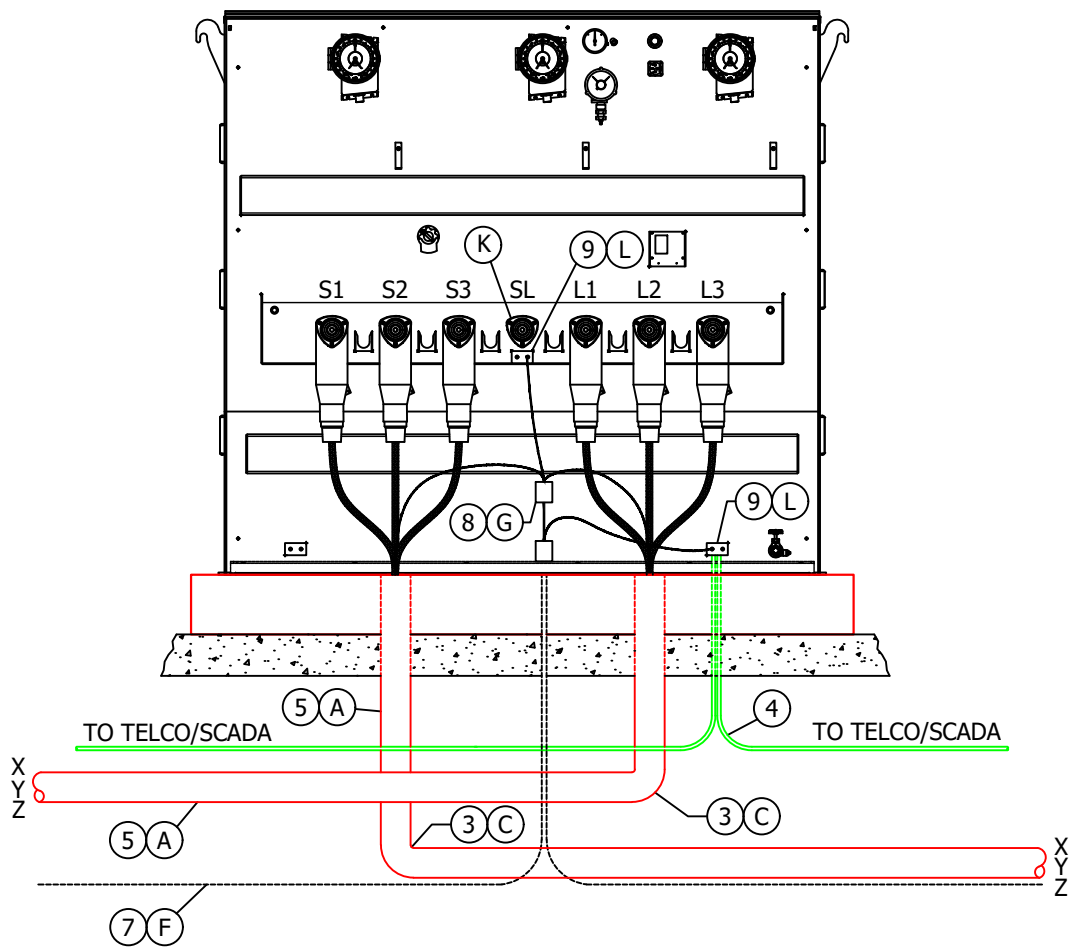 K
9 L
S1 S2 S3 SL L1 L2 L3
9 L
8 G
5 A
4
TO TELCO/SCADA
TO TELCO/SCADA
X
Y
Z
3 C
3 C
5 A
X
Y
Z
7 F